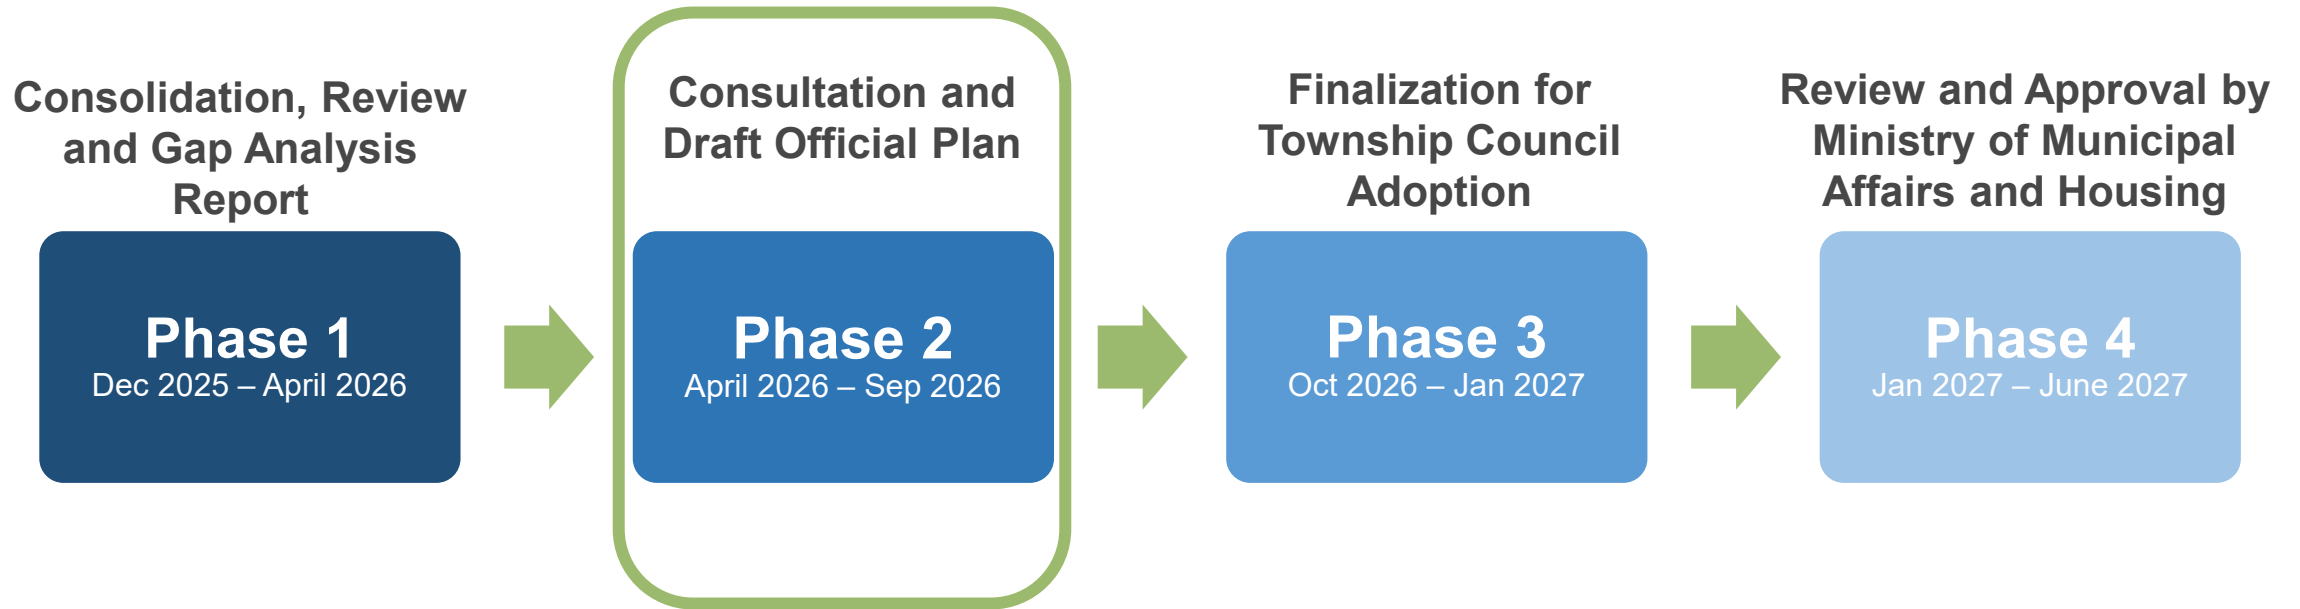 Consolidation, Review
and Gap Analysis
Report
Phase 1
Dec 2025 – April 2026
Consultation and
Draft Official Plan
Phase 2
April 2026 – Sep 2026
Finalization for
Township Council
Adoption
Phase 3
Oct 2026 – Jan 2027
Review and Approval by
Ministry of Municipal
Affairs and Housing
Phase 4
Jan 2027 – June 2027